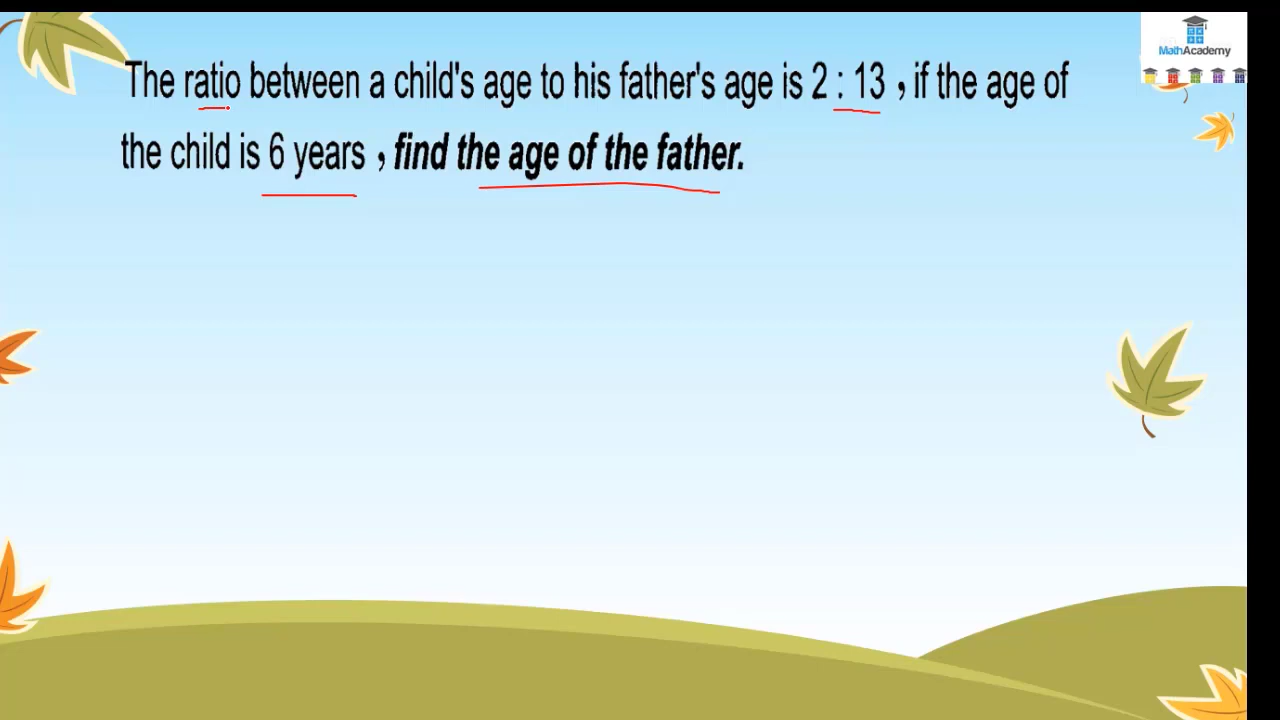 MathAcademy
The ratio between a child's age to his father's age is 2 : 13 , if the age of
the child is 6 years , find the age of the father.